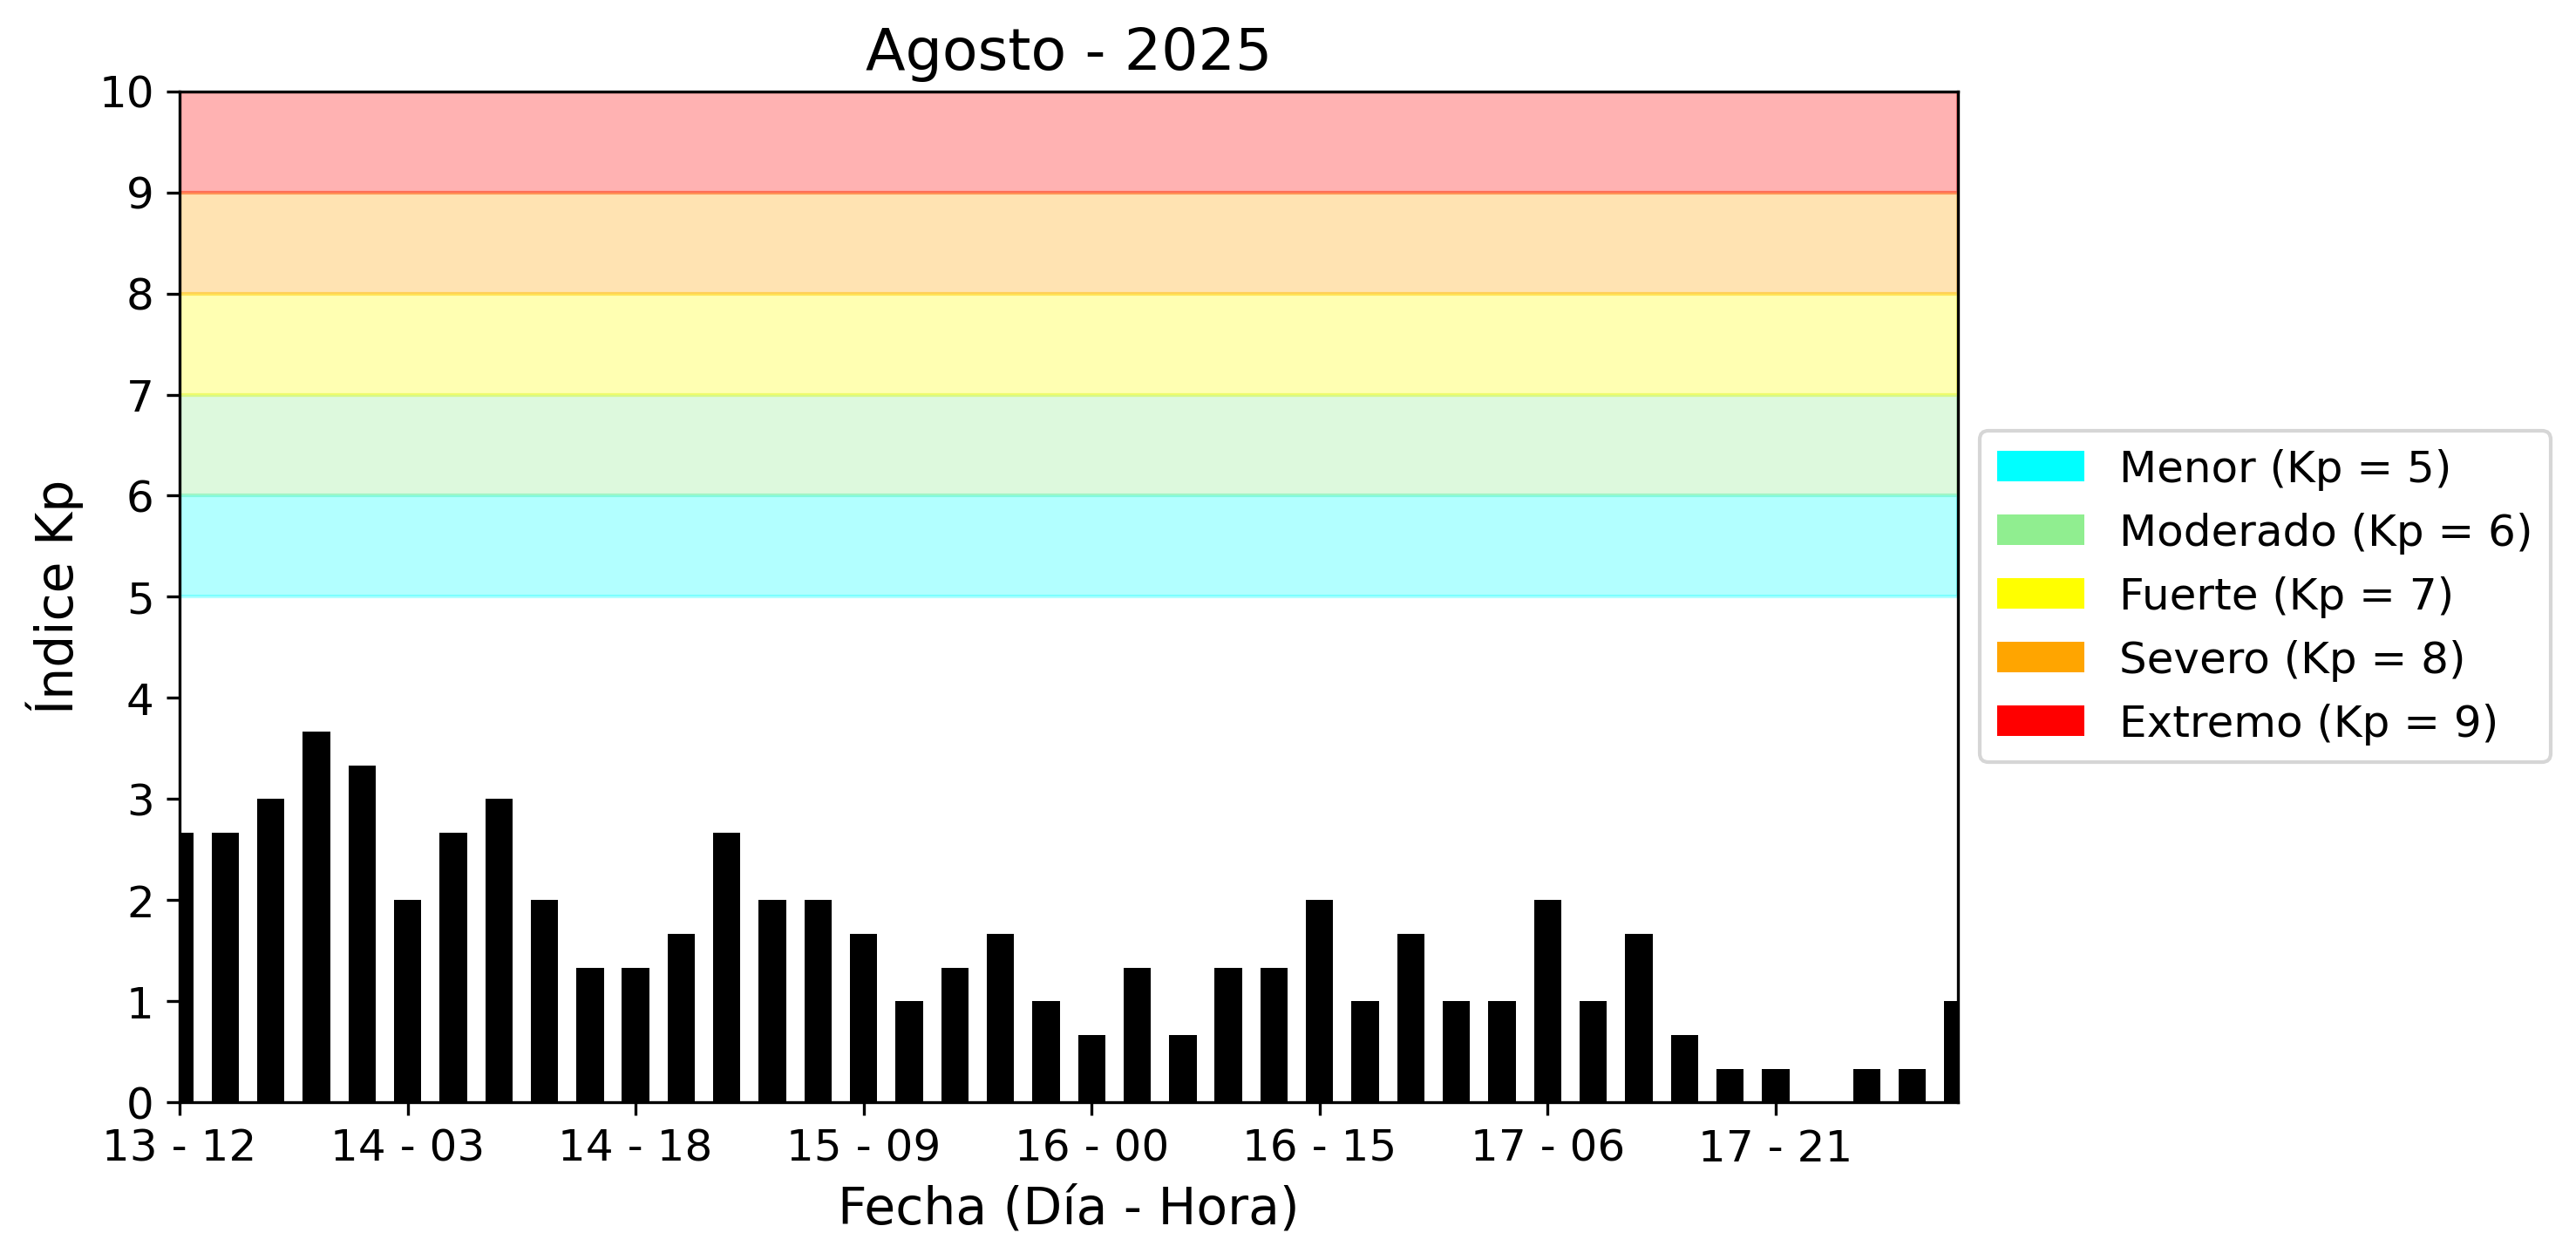 Agosto - 2025
Índice Kp
10
9
8
7
6
5
4
3
2
1
0
13 - 12
14 - 03
14 - 18
15 - 09
16 - 00
16 - 15
17 - 06
17 - 21
Fecha (Día - Hora)
Menor (Kp = 5)
Moderado (Kp = 6)
Fuerte (Kp = 7)
Severo (Kp = 8)
Extremo (Kp = 9)